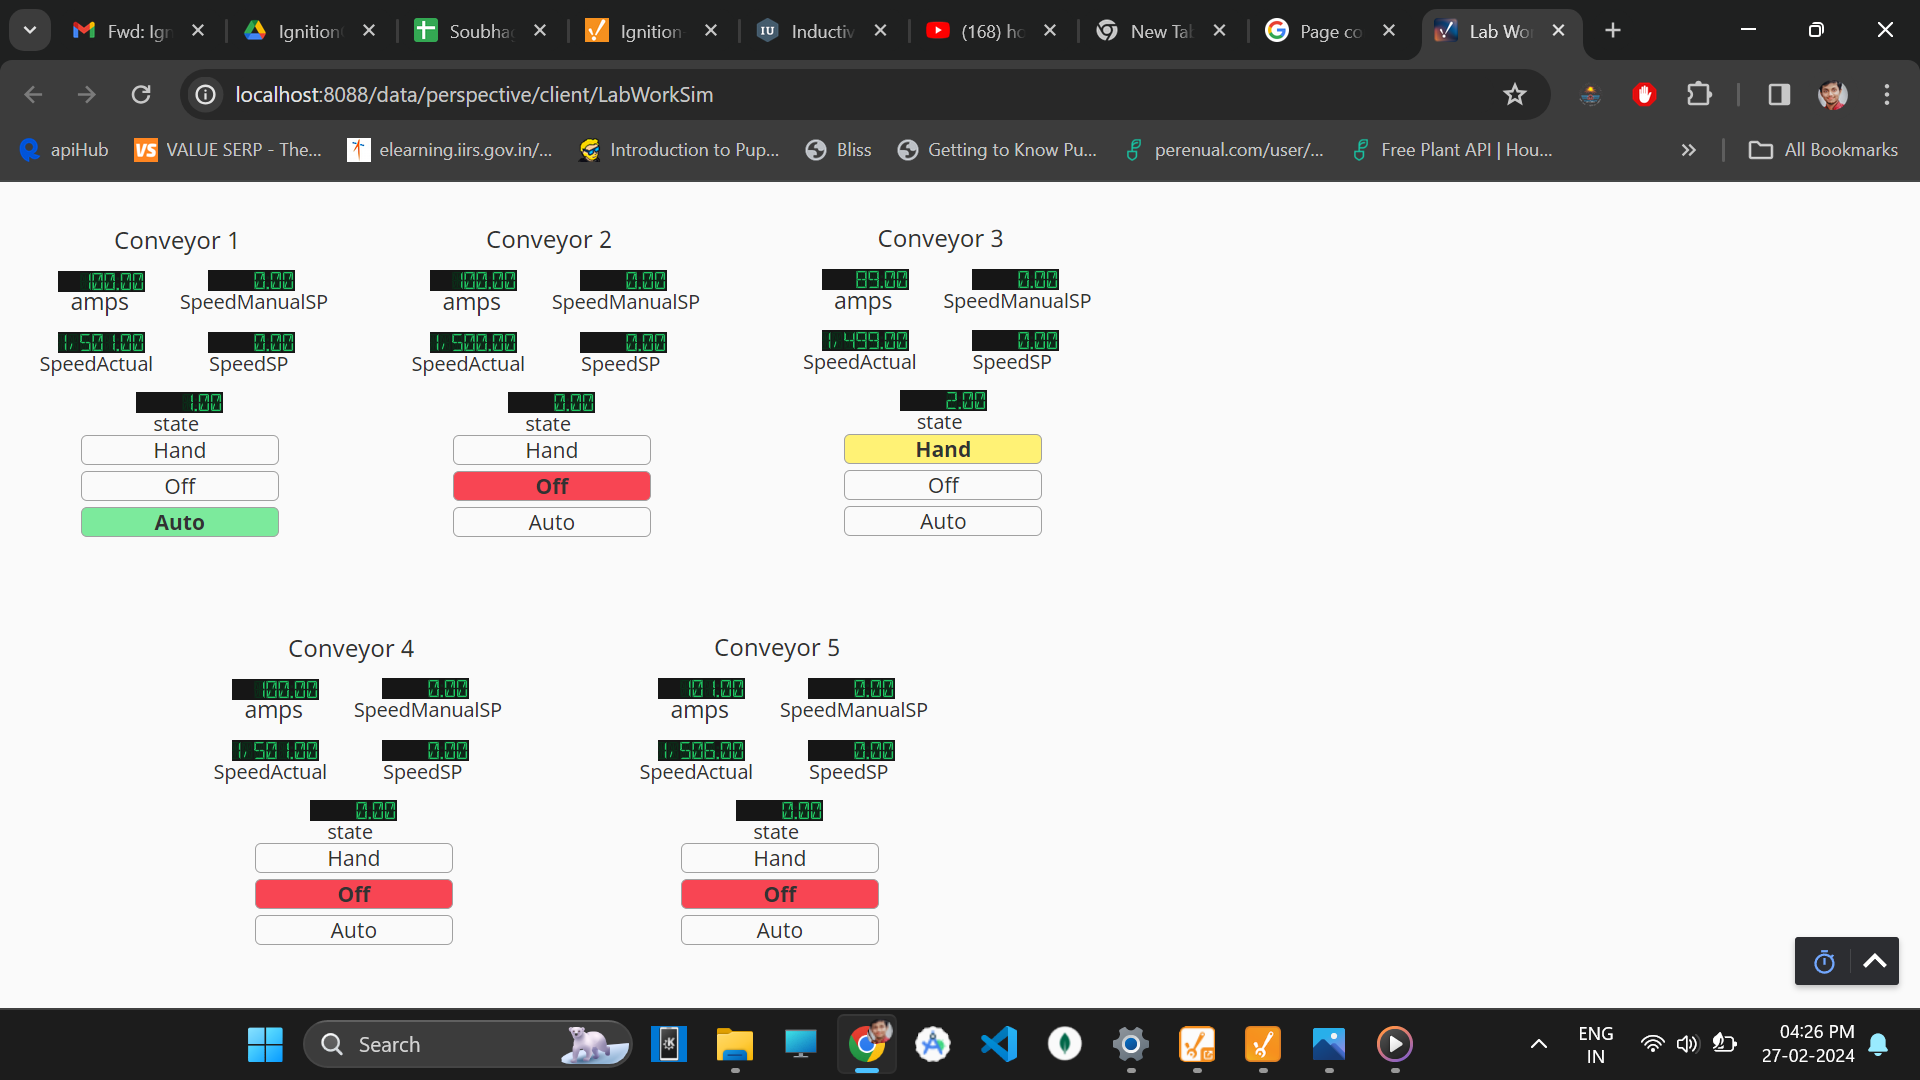 Fwd: Ign
Ignition
Soubhag
Ignition
IU
Inductiv
(168) ho
New Tab
Page co
Lab Wor
localhost:8088/data/perspective/client/LabWorkSim
apiHub
VS
VALUE SERP - The...
elearning.iirs.gov.in/...
Introduction to Pup...
Bliss
Getting to Know Pu...
perenual.com/user/...
Free Plant API | Hou...
All Bookmarks
Conveyor 1
100.00
0.00
amps
SpeedManualSP
1,501.00
0.00
SpeedActual
SpeedSP
1.00
state
Hand
Off
Auto
Conveyor 2
100.00
0.00
amps
SpeedManualSP
1,500.00
0.00
SpeedActual
SpeedSP
0.00
state
Hand
Off
Auto
Conveyor 3
89.00
0.00
amps
SpeedManualSP
1,499.00
0.00
SpeedActual
SpeedSP
2.00
state
Hand
Off
Auto
Conveyor 4
100.00
0.00
amps
SpeedManualSP
1,501.00
0.00
SpeedActual
SpeedSP
0.00
state
Hand
Off
Auto
Conveyor 5
101.00
0.00
amps
SpeedManualSP
1,506.00
0.00
SpeedActual
SpeedSP
0.00
state
Hand
Off
Auto
Search
ENG
IN
04:26 PM
27-02-2024